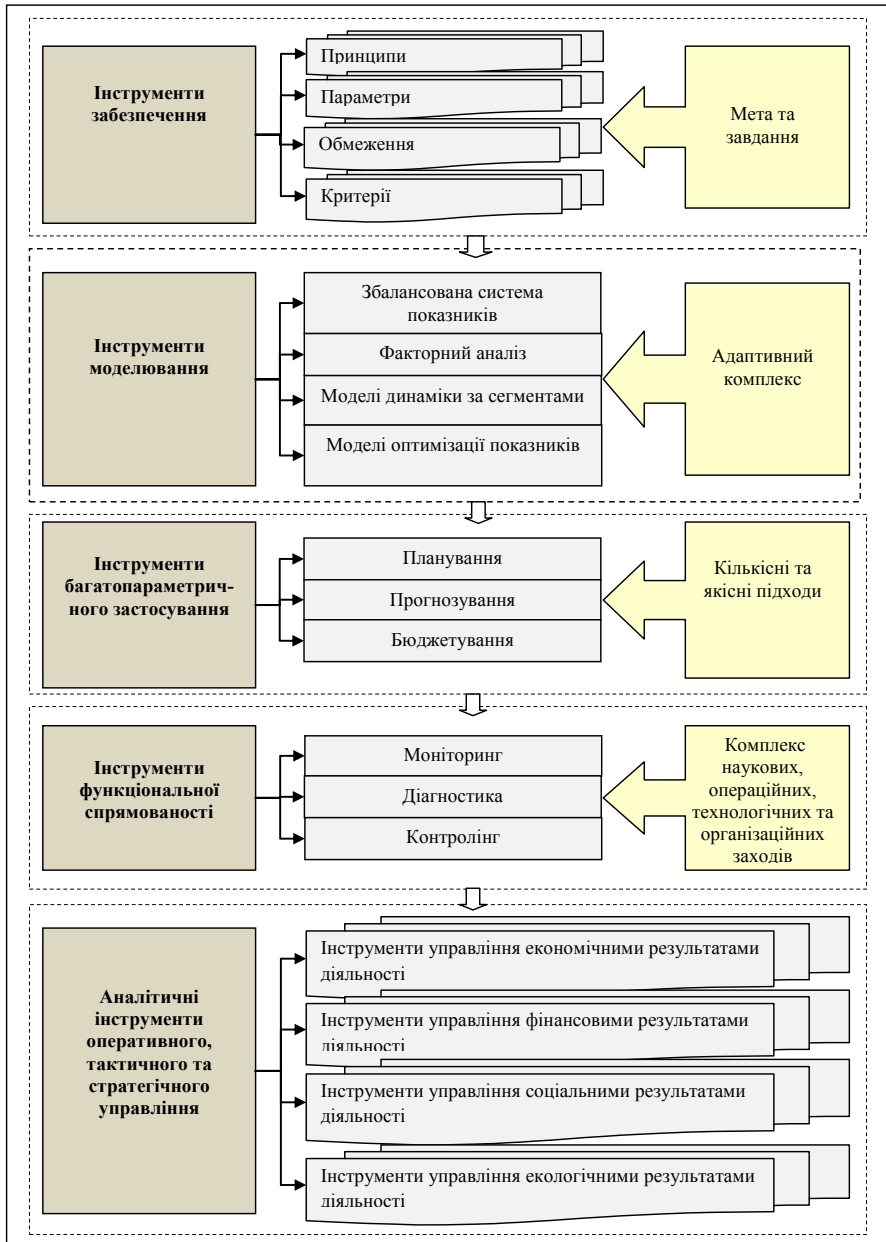 Інструменти
забезпечення
Принципи
Параметри
Обмеження
Критерії
Мета та
завдання
Інструменти
моделювання
Збалансована система
показників
Факторний аналіз
Моделі динаміки за сегментами
Моделі оптимізації показників
Адаптивний
комплекс
Інструменти
багатопараметрич-
ного застосування
Планування
Прогнозування
Бюджетування
Кількісні та
якісні підходи
Інструменти
функціональної
спрямованості
Моніторинг
Діагностика
Контролінг
Комплекс
наукових,
операційних,
технологічних та
організаційних
заходів
Аналітичні
інструменти
оперативного,
тактичного та
стратегічного
управління
Інструменти управління економічними результатами
діяльності
Інструменти управління фінансовими результатами
діяльності
Інструменти управління соціальними результатами
діяльності
Інструменти управління екологічними результатами
діяльності